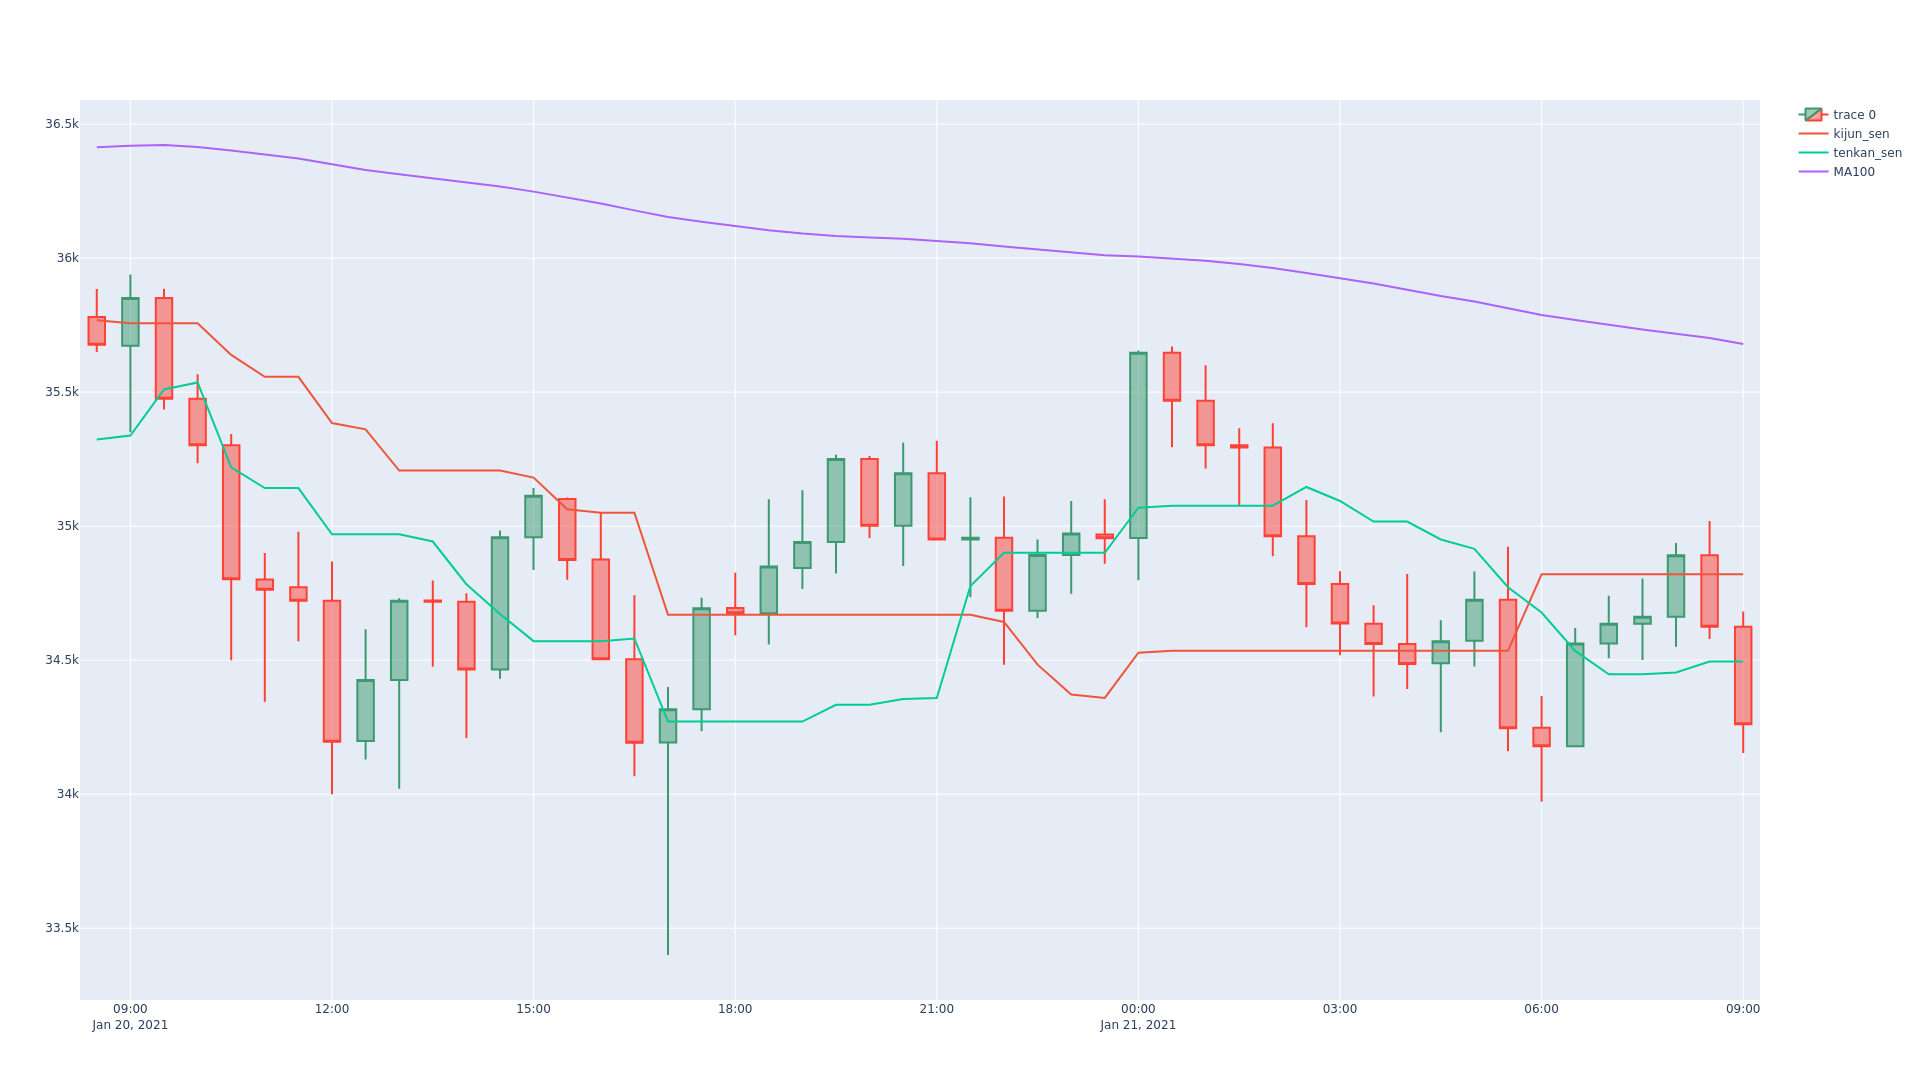 36.5k
36k
35.5k
35k
34.5k
34k
33.5k
09:00 12:00 15:00 18:00 21:00 00:00 03:00 06:00 09:00
Jan 20, 2021 Jan 21, 2021
trace 0
kijun_sen
tenkan_sen
MA100